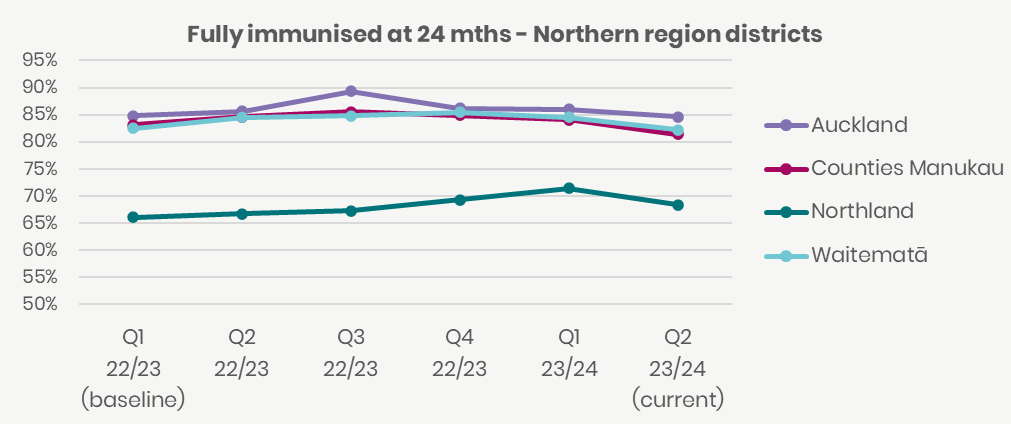 Fully immunised at 24 mths - Northern region districts
95%
90%
85%
80%
75%
70%
65%
60%
55%
50%
Q1
22/23
(baseline)
Q2
22/23
Q3
22/23
Q4
22/23
Q1
23/24
Q2
23/24
(current)
Auckland
Counties Manukau
Northland
Waitematā